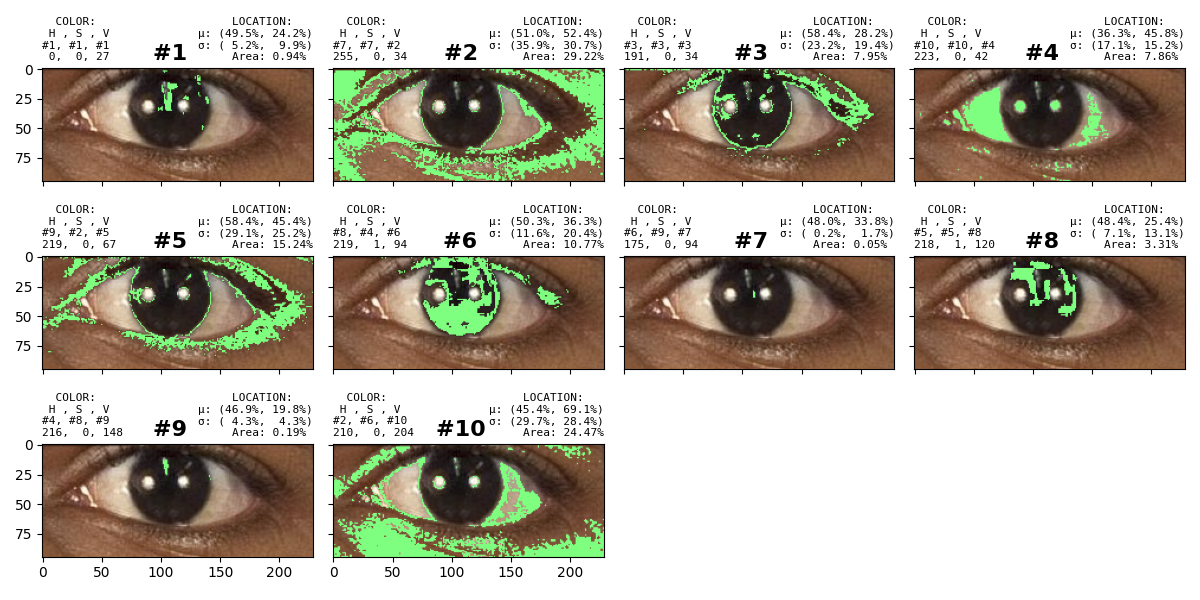 COLOR: LOCATION:
H , S , V μ: (49.5%, 24.2%)
#1, #1, #1 #1 σ: ( 5.2%, 9.9%)
0, 0, 27 Area: 0.94%
COLOR: LOCATION:
H , S , V μ: (51.0%, 52.4%)
#7, #7, #2 #2 σ: (35.9%, 30.7%)
255, 0, 34 Area: 29.22%
COLOR: LOCATION:
H , S , V μ: (58.4%, 28.2%)
#3, #3, #3 #3 σ: (23.2%, 19.4%)
191, 0, 34 Area: 7.95%
COLOR: LOCATION:
H , S , V μ: (36.3%, 45.8%)
#10, #10, #4 #4 σ: (17.1%, 15.2%)
223, 0, 42 Area: 7.86%
0
25
50
75
COLOR: LOCATION:
H , S , V μ: (58.4%, 45.4%)
#9, #2, #5 #5 σ: (29.1%, 25.2%)
219, 0, 67 Area: 15.24%
COLOR: LOCATION:
H , S , V μ: (50.3%, 36.3%)
#8, #4, #6 #6 σ: (11.6%, 20.4%)
219, 1, 94 Area: 10.77%
COLOR: LOCATION:
H , S , V μ: (48.0%, 33.8%)
#6, #9, #7 #7 σ: ( 0.2%, 1.7%)
175, 0, 94 Area: 0.05%
COLOR: LOCATION:
H , S , V μ: (48.4%, 25.4%)
#5, #5, #8 #8 σ: ( 7.1%, 13.1%)
218, 1, 120 Area: 3.31%
0
25
50
75
COLOR: LOCATION:
H , S , V μ: (46.9%, 19.8%)
#4, #8, #9 #9 σ: ( 4.3%, 4.3%)
216, 0, 148 Area: 0.19%
COLOR: LOCATION:
H , S , V μ: (45.4%, 69.1%)
#2, #6, #10 #10 σ: (29.7%, 28.4%)
210, 0, 204 Area: 24.47%
0
25
50
75
0 50 100 150 200
0 50 100 150 200